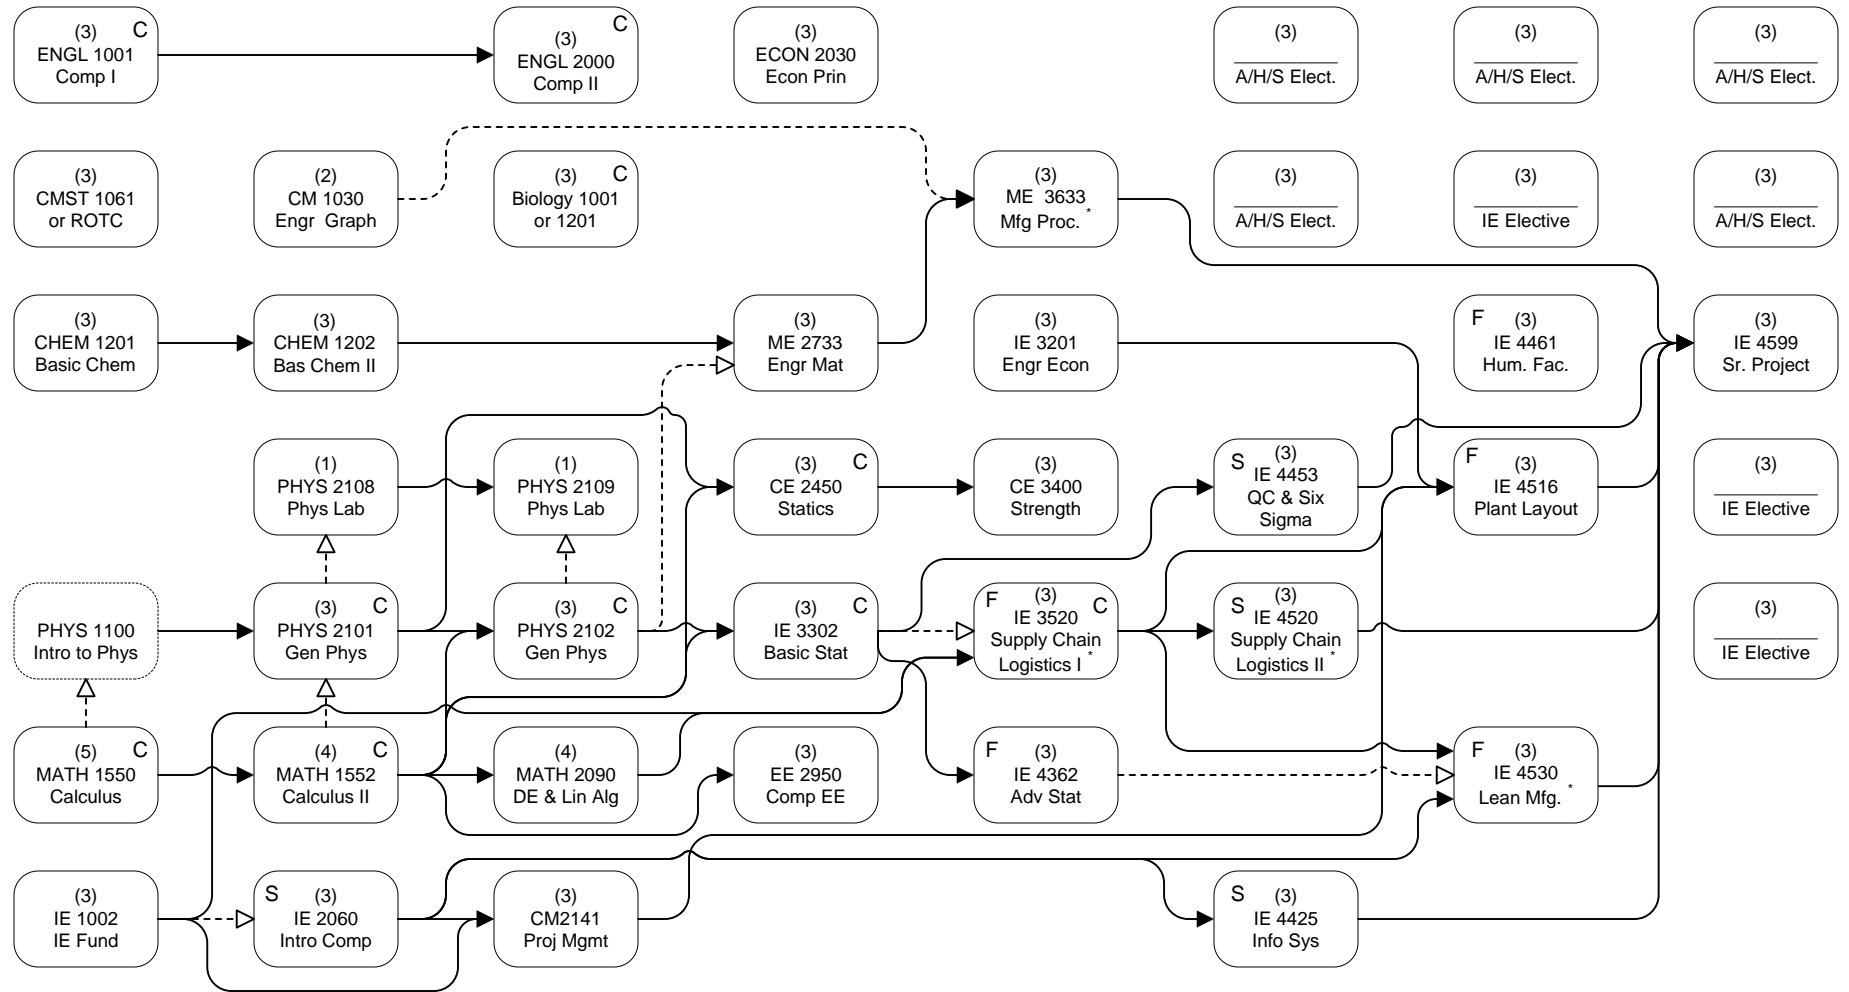 (3) C
ENGL 1001
Comp I
(3) C
ENGL 2000
Comp II
(3)
ECON 2030
Econ Prin
(3)
A/H/S Elect.
(3)
A/H/S Elect.
(3)
A/H/S Elect.
(3)
CMST 1061
or ROTC
(2)
CM 1030
Engr Graph
(3) C
Biology 1001
or 1201
(3)
ME 3633
Mfg Proc. *
(3)
A/H/S Elect.
(3)
IE Elective
(3)
A/H/S Elect.
(3)
CHEM 1201
Basic Chem
(3)
CHEM 1202
Bas Chem II
(3)
ME 2733
Engr Mat
(3)
IE 3201
Engr Econ
F (3)
IE 4461
Hum. Fac.
(3)
IE 4599
Sr. Project
(1)
PHYS 2108
Phys Lab
(1)
PHYS 2109
Phys Lab
(3) C
CE 2450
Statics
(3)
CE 3400
Strength
S (3)
IE 4453
QC & Six
Sigma
F (3)
IE 4516
Plant Layout
(3)
IE Elective
PHYS 1100
Intro to Phys
(3) C
PHYS 2101
Gen Phys
(3) C
PHYS 2102
Gen Phys
(3) C
IE 3302
Basic Stat
F (3) C
IE 3520
Supply Chain
Logistics I *
S (3)
IE 4520
Supply Chain
Logistics II *
(3)
IE Elective
(5) C
MATH 1550
Calculus
(4) C
MATH 1552
Calculus II
(4)
MATH 2090
DE & Lin Alg
(3)
EE 2950
Comp EE
F (3)
IE 4362
Adv Stat
F (3)
IE 4530
Lean Mfg. *
(3)
IE 1002
IE Fund
S (3)
IE 2060
Intro Comp
(3)
CM2141
Proj Mgmt
S (3)
IE 4425
Info Sys